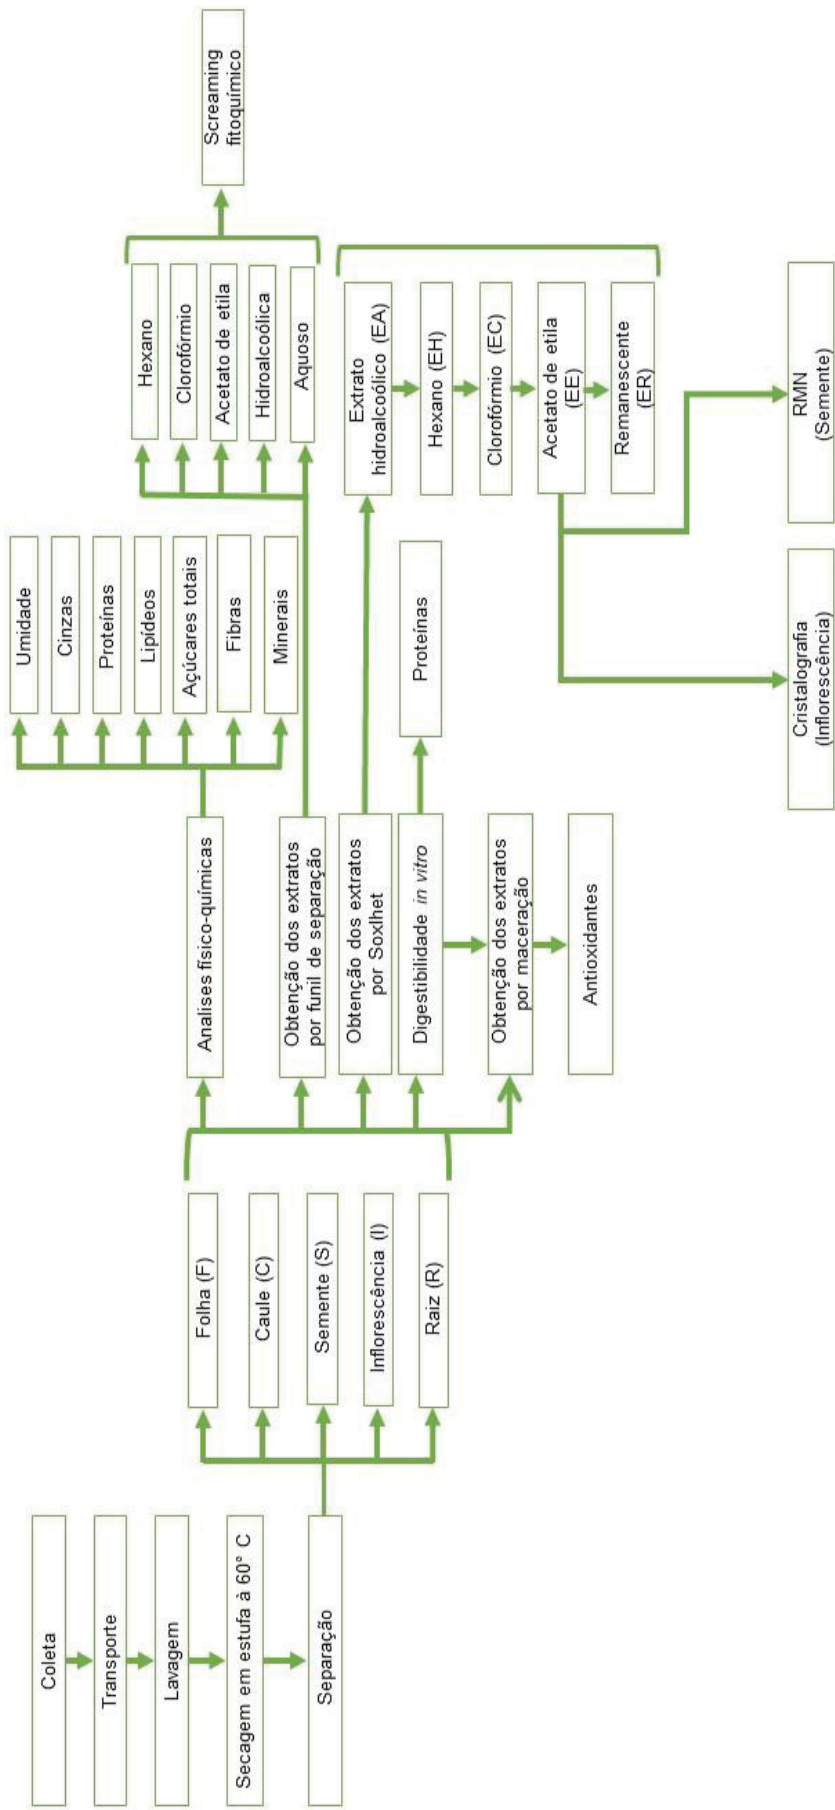 Coleta
Transporte
Lavagem
Secagem em estufa à 60° C
Separação
Folha (F)
Caule (C)
Semente (S)
Inflorescência (I)
Raiz (R)
Analises físico-químicas
Obtenção dos extratos
por funil de separação
Obtenção dos extratos
por Soxlhet
Digestibilidade in vitro
Obtenção dos extratos
por maceração
Antioxidantes
Umidade
Cinzas
Proteínas
Lipídeos
Açúcares totais
Fibras
Minerais
Proteínas
Hexano
Clorofórmio
Acetato de etila
Hidroalcoólica
Aquoso
Screaming
fitoquímico
Extrato
hidroalcoólico (EA)
Hexano (EH)
Clorofórmio (EC)
Acetato de etila
(EE)
Remanescente
(ER)
Cristalografia
(Inflorescência)
RMN
(Semente)